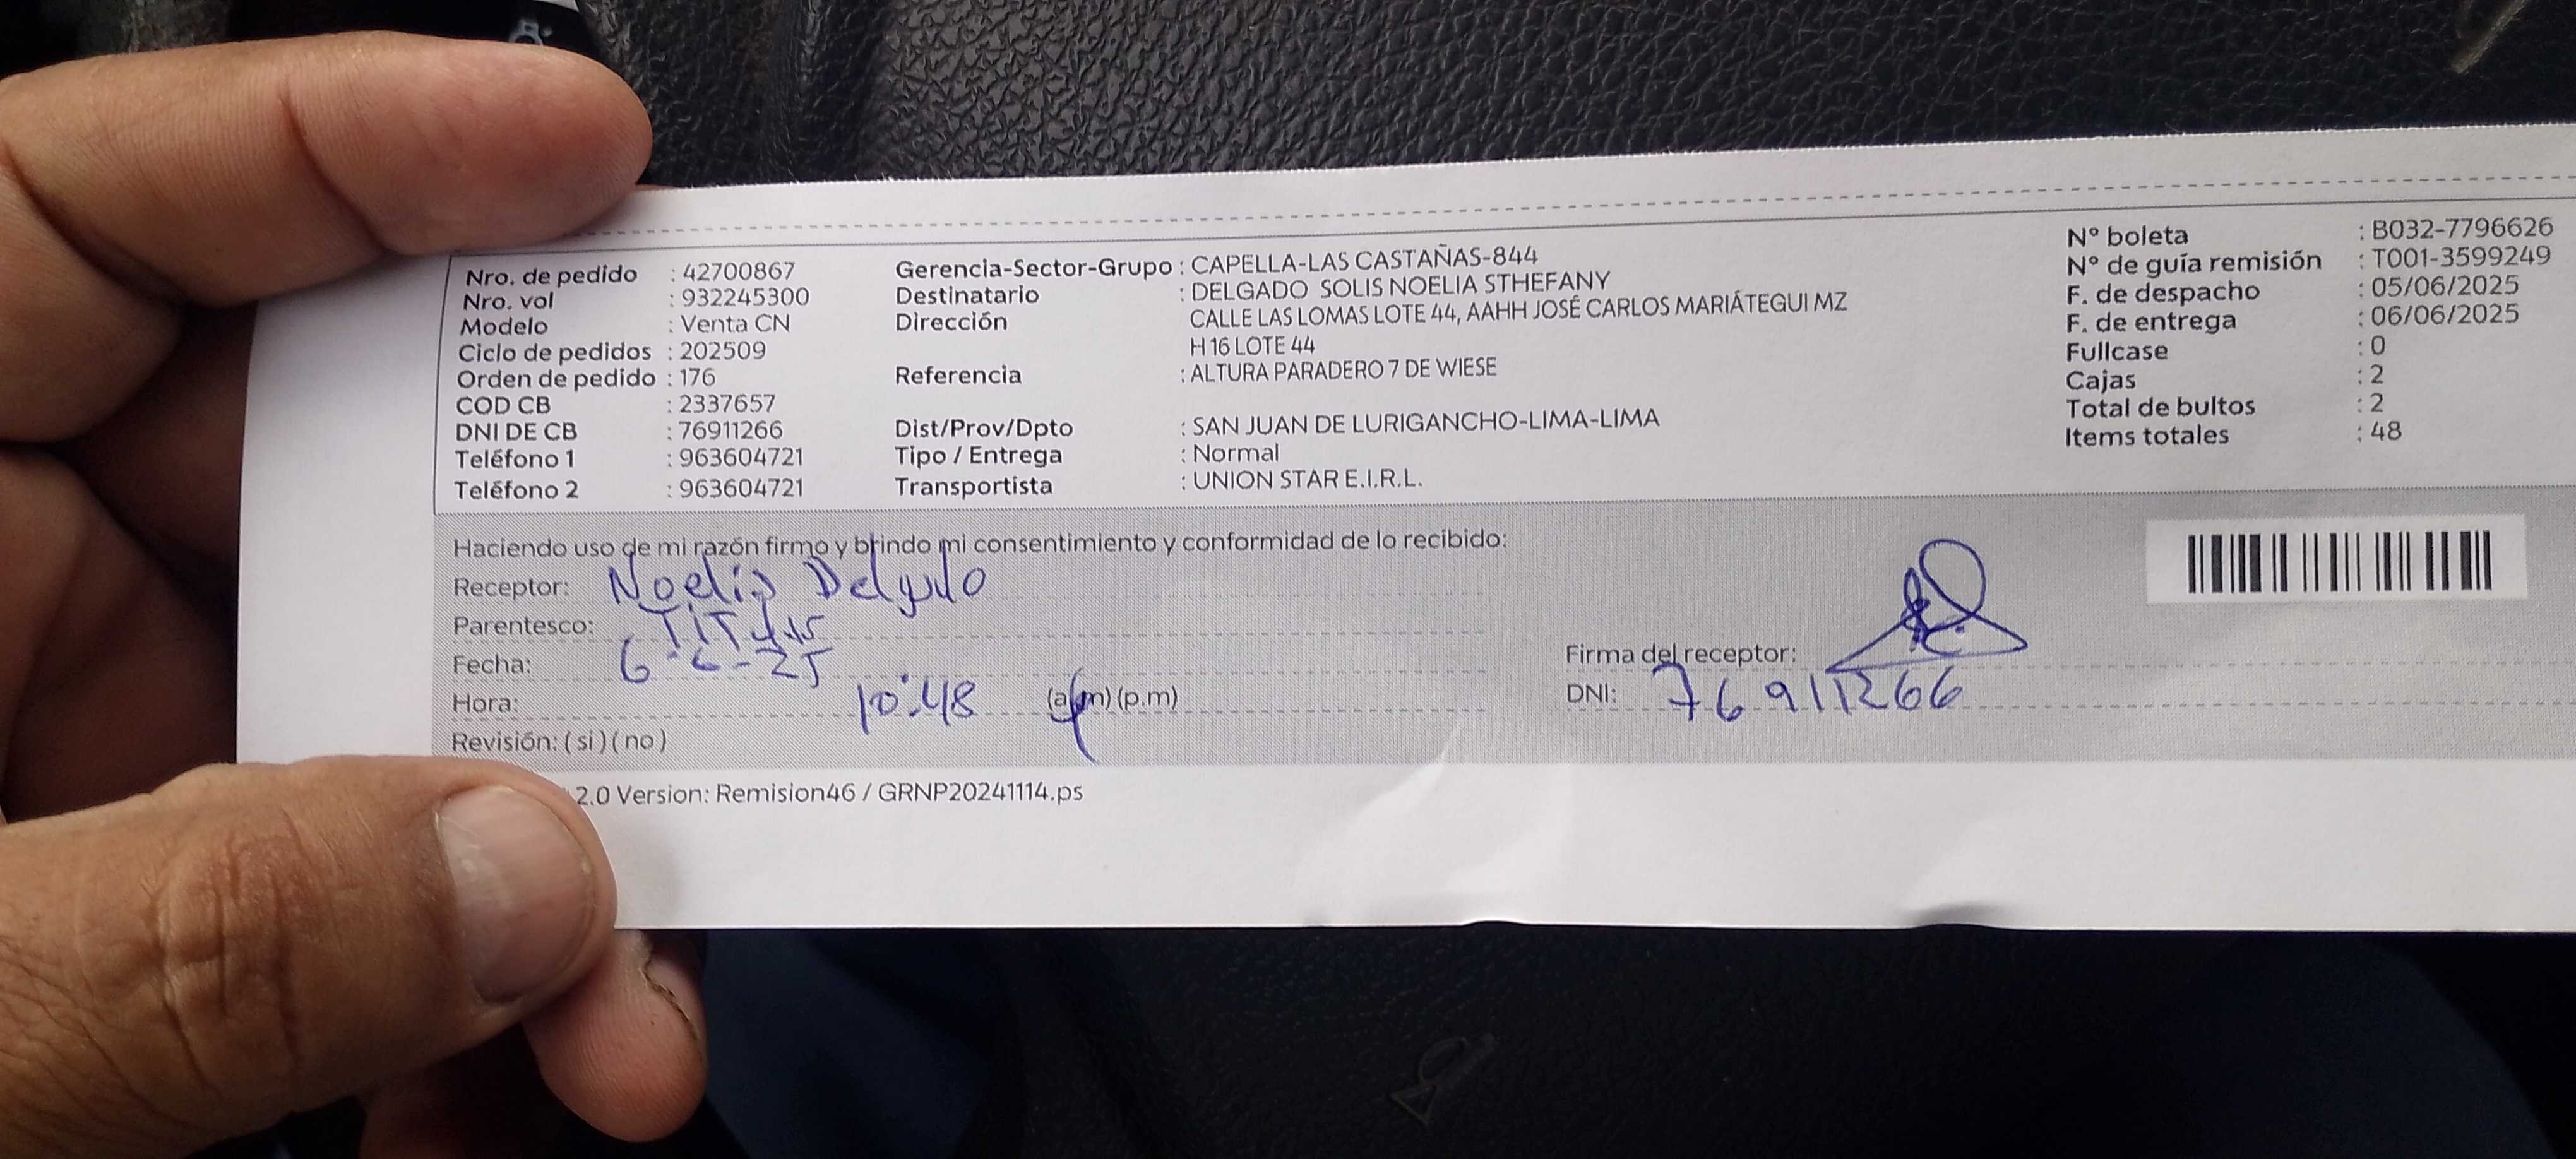 Nro. de pedido : 42700867
Nro. vol : 932245300
Modelo : Venta CN
Ciclo de pedidos : 202509
Orden de pedido : 176
COD CB : 2337657
DNI DE CB : 76911266
Teléfono 1 : 963604721
Teléfono 2 : 963604721
Gerencia-Sector-Grupo : CAPELLA-LAS CASTAÑAS-844
Destinatario : DELGADO SOLIS NOELIA STHEFANY
Dirección CALLE LAS LOMAS LOTE 44, AAHH JOSÉ CARLOS MARIÁTEGUI MZ
H 16 LOTE 44
Referencia : ALTURA PARADERO 7 DE WIESE
Dist/Prov/Dpto : SAN JUAN DE LURIGANCHO-LIMA-LIMA
Tipo / Entrega : Normal
Transportista : UNION STAR E.I.R.L.
N° boleta : B032-7796626
N° de guía remisión : T001-3599249
F. de despacho : 05/06/2025
F. de entrega : 06/06/2025
Fullcase : 0
Cajas : 2
Total de bultos : 2
Items totales : 48
Haciendo uso de mi razón firmo y brindo mi consentimiento y conformidad de lo recibido:
Receptor: Noelia Delgado
Parentesco:
Fecha: 6-6-25
Hora: 10:48 (a.m) (p.m)
Revisión: ( si ) ( no )
Firma del receptor:
DNI: 76911266
2.0 Version: Remision46 / GRNP20241114.ps